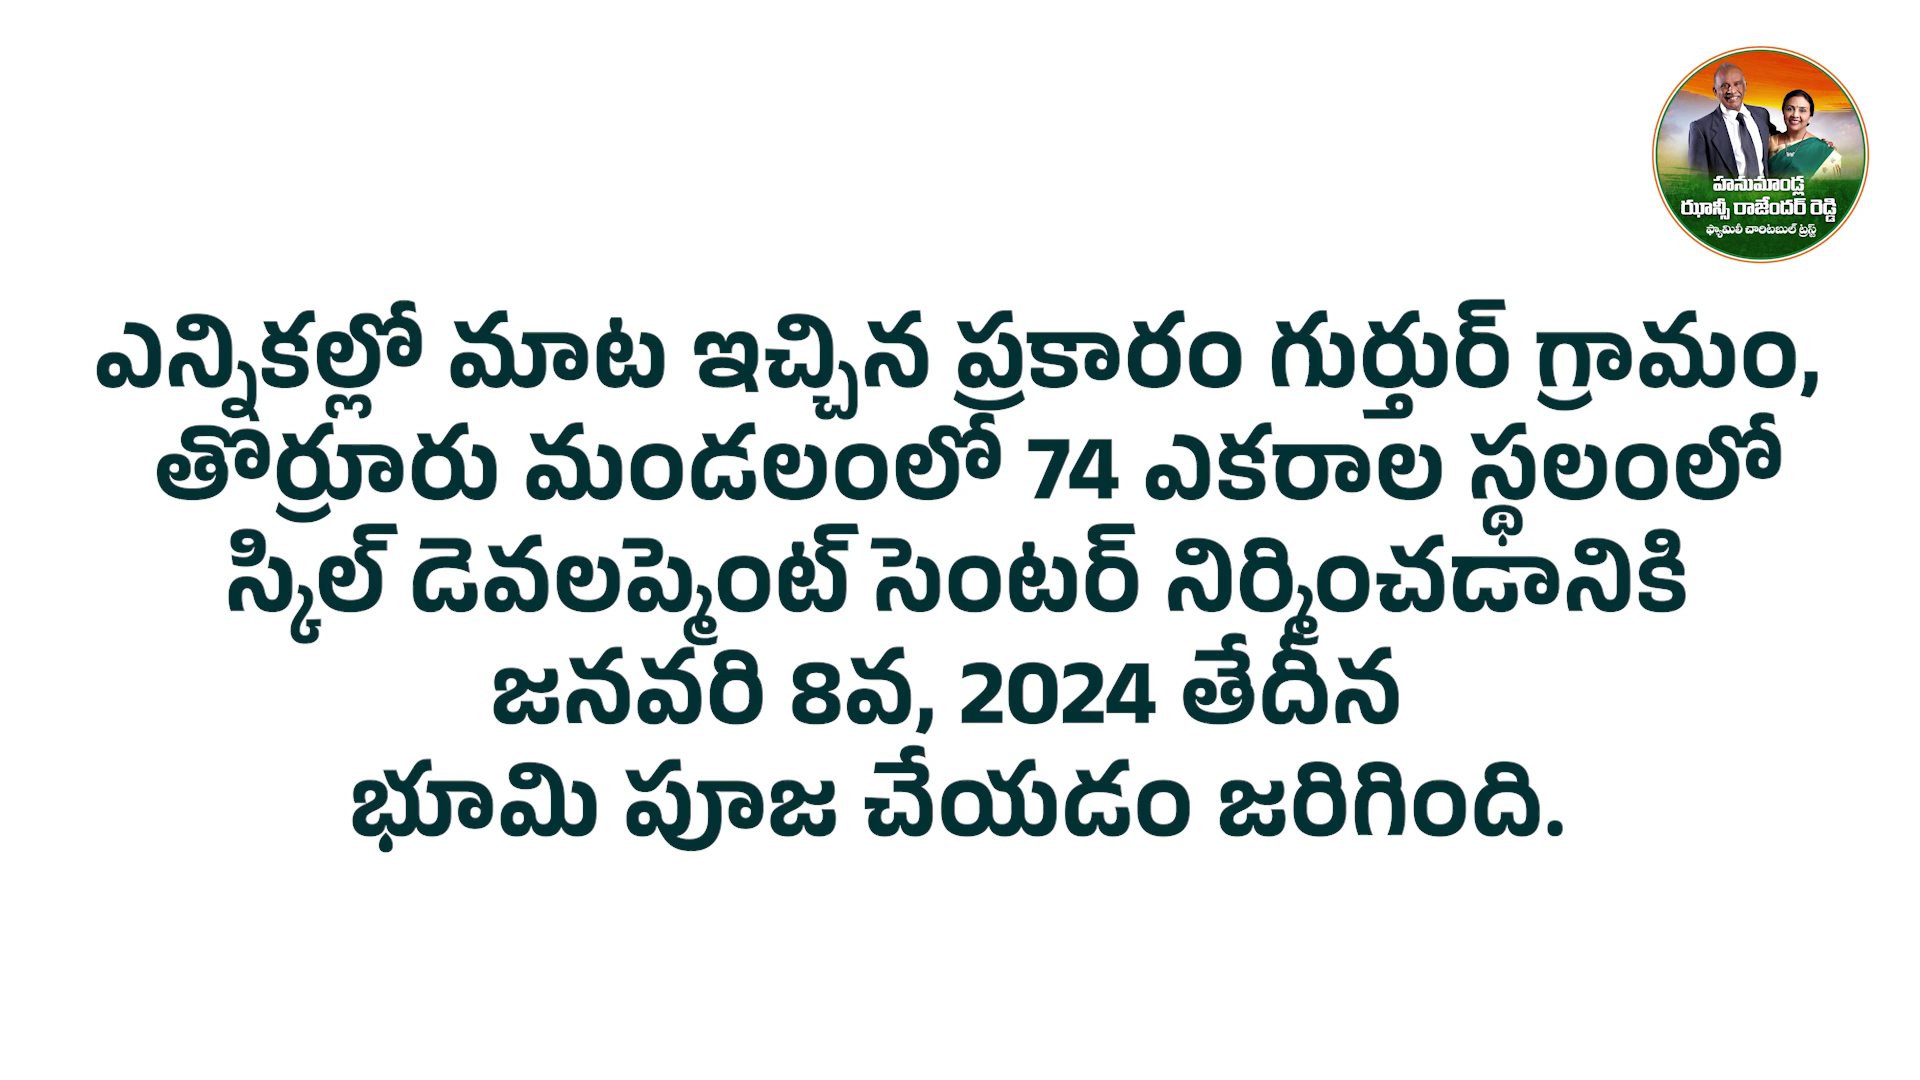 హనుమాండ్ల
ఝాన్సీ రాజేందర్ రెడ్డి
ఫ్యామిలీ చారిటబుల్ ట్రస్ట్
ఎన్నికల్లో మాట ఇచ్చిన ప్రకారం గుర్తుర్ గ్రామం,
తొర్రూరు మండలంలో 74 ఎకరాల స్థలంలో
స్కిల్ డెవలప్మెంట్ సెంటర్ నిర్మించడానికి
జనవరి 8వ, 2024 తేదీన
భూమి పూజ చేయడం జరిగింది.